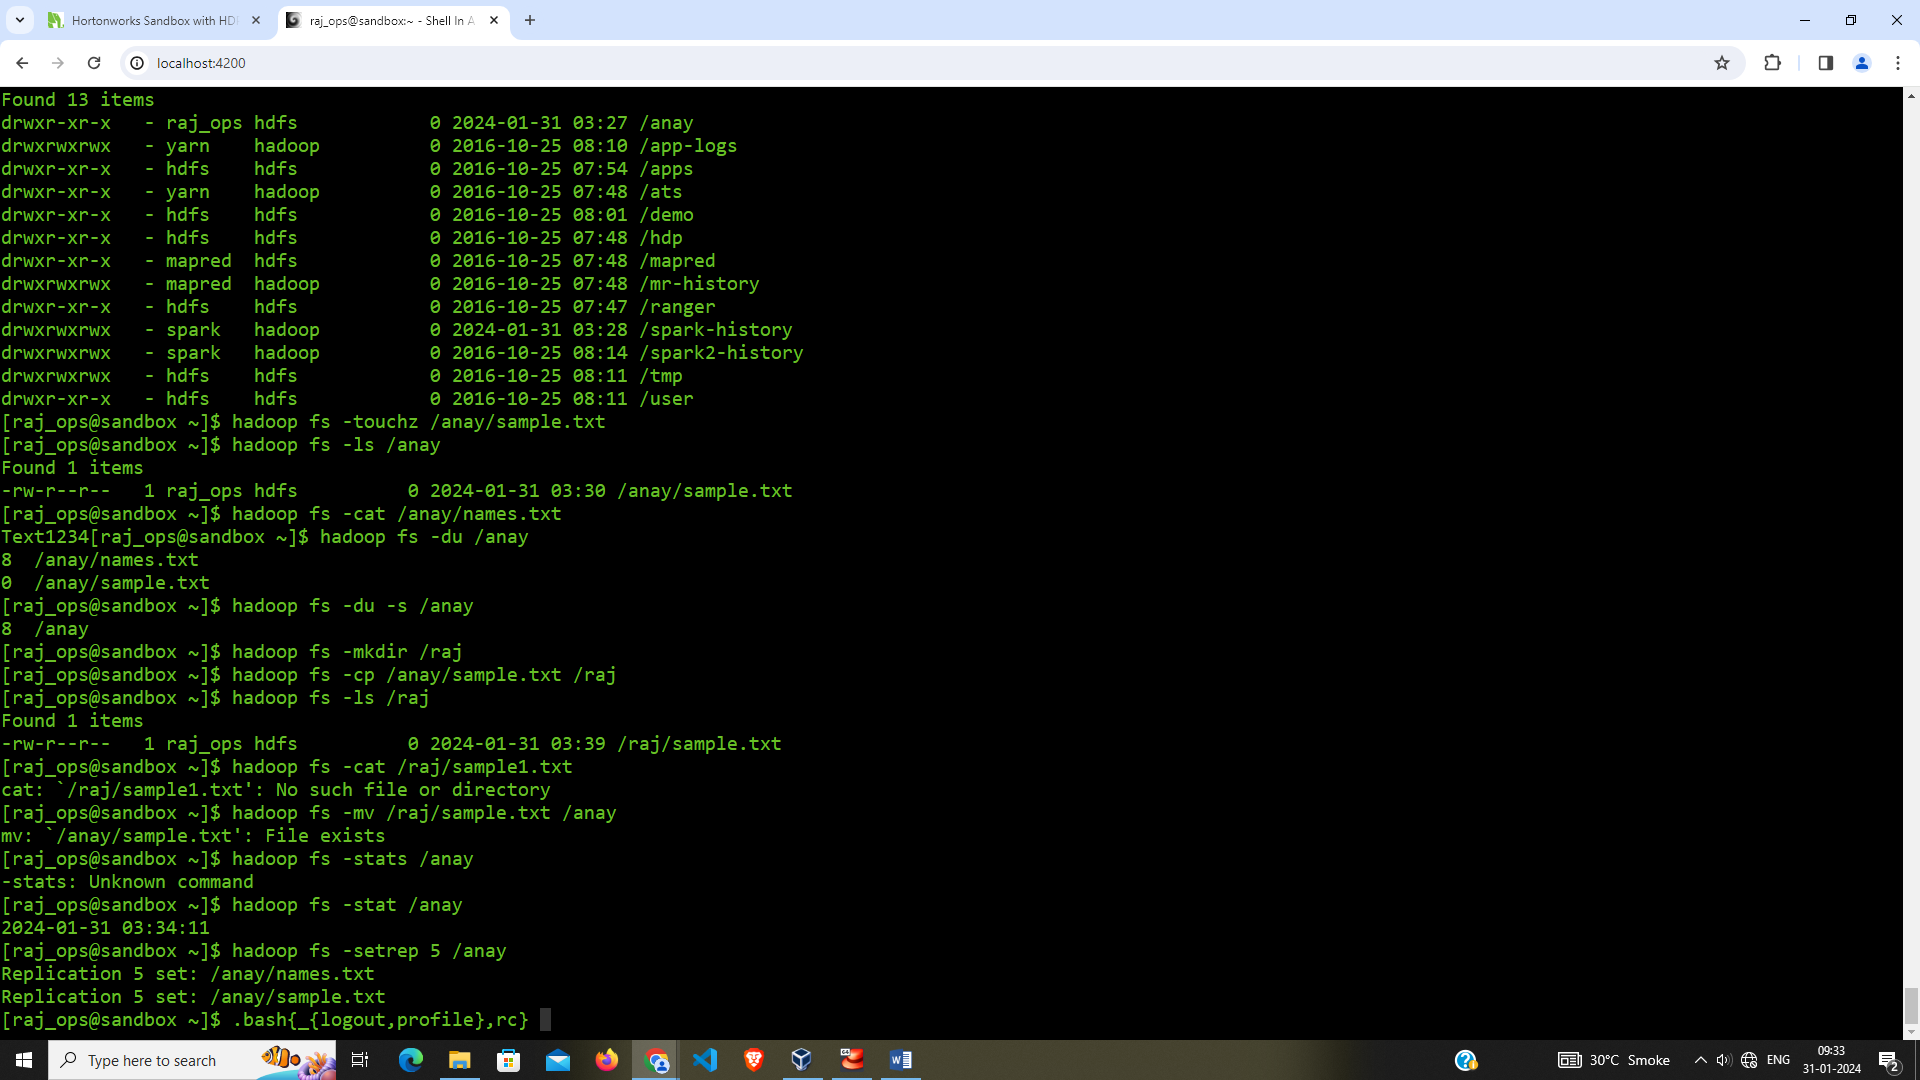 Hortonworks Sandbox with HD
raj_ops@sandbox:~ - Shell In A
localhost:4200
Found 13 items
drwxr-xr-x   - raj_ops hdfs            0 2024-01-31 03:27 /anay
drwxrwxrwx   - yarn    hadoop          0 2016-10-25 08:10 /app-logs
drwxr-xr-x   - hdfs    hdfs            0 2016-10-25 07:54 /apps
drwxr-xr-x   - yarn    hadoop          0 2016-10-25 07:48 /ats
drwxr-xr-x   - hdfs    hdfs            0 2016-10-25 08:01 /demo
drwxr-xr-x   - hdfs    hdfs            0 2016-10-25 07:48 /hdp
drwxr-xr-x   - mapred  hdfs            0 2016-10-25 07:48 /mapred
drwxrwxrwx   - mapred  hadoop          0 2016-10-25 07:48 /mr-history
drwxr-xr-x   - hdfs    hdfs            0 2016-10-25 07:47 /ranger
drwxrwxrwx   - spark   hadoop          0 2024-01-31 03:28 /spark-history
drwxrwxrwx   - spark   hadoop          0 2016-10-25 08:14 /spark2-history
drwxrwxrwx   - hdfs    hdfs            0 2016-10-25 08:11 /tmp
drwxr-xr-x   - hdfs    hdfs            0 2016-10-25 08:11 /user
[raj_ops@sandbox ~]$ hadoop fs -touchz /anay/sample.txt
[raj_ops@sandbox ~]$ hadoop fs -ls /anay
Found 1 items
-rw-r--r--   1 raj_ops hdfs          0 2024-01-31 03:30 /anay/sample.txt
[raj_ops@sandbox ~]$ hadoop fs -cat /anay/names.txt
Text1234[raj_ops@sandbox ~]$ hadoop fs -du /anay
8  /anay/names.txt
0  /anay/sample.txt
[raj_ops@sandbox ~]$ hadoop fs -du -s /anay
8  /anay
[raj_ops@sandbox ~]$ hadoop fs -mkdir /raj
[raj_ops@sandbox ~]$ hadoop fs -cp /anay/sample.txt /raj
[raj_ops@sandbox ~]$ hadoop fs -ls /raj
Found 1 items
-rw-r--r--   1 raj_ops hdfs          0 2024-01-31 03:39 /raj/sample.txt
[raj_ops@sandbox ~]$ hadoop fs -cat /raj/sample1.txt
cat: `/raj/sample1.txt': No such file or directory
[raj_ops@sandbox ~]$ hadoop fs -mv /raj/sample.txt /anay
mv: `/anay/sample.txt': File exists
[raj_ops@sandbox ~]$ hadoop fs -stats /anay
-stats: Unknown command
[raj_ops@sandbox ~]$ hadoop fs -stat /anay
2024-01-31 03:34:11
[raj_ops@sandbox ~]$ hadoop fs -setrep 5 /anay
Replication 5 set: /anay/names.txt
Replication 5 set: /anay/sample.txt
[raj_ops@sandbox ~]$ .bash{_{logout,profile},rc}
Type here to search
30°C Smoke
ENG
09:33
31-01-2024
2